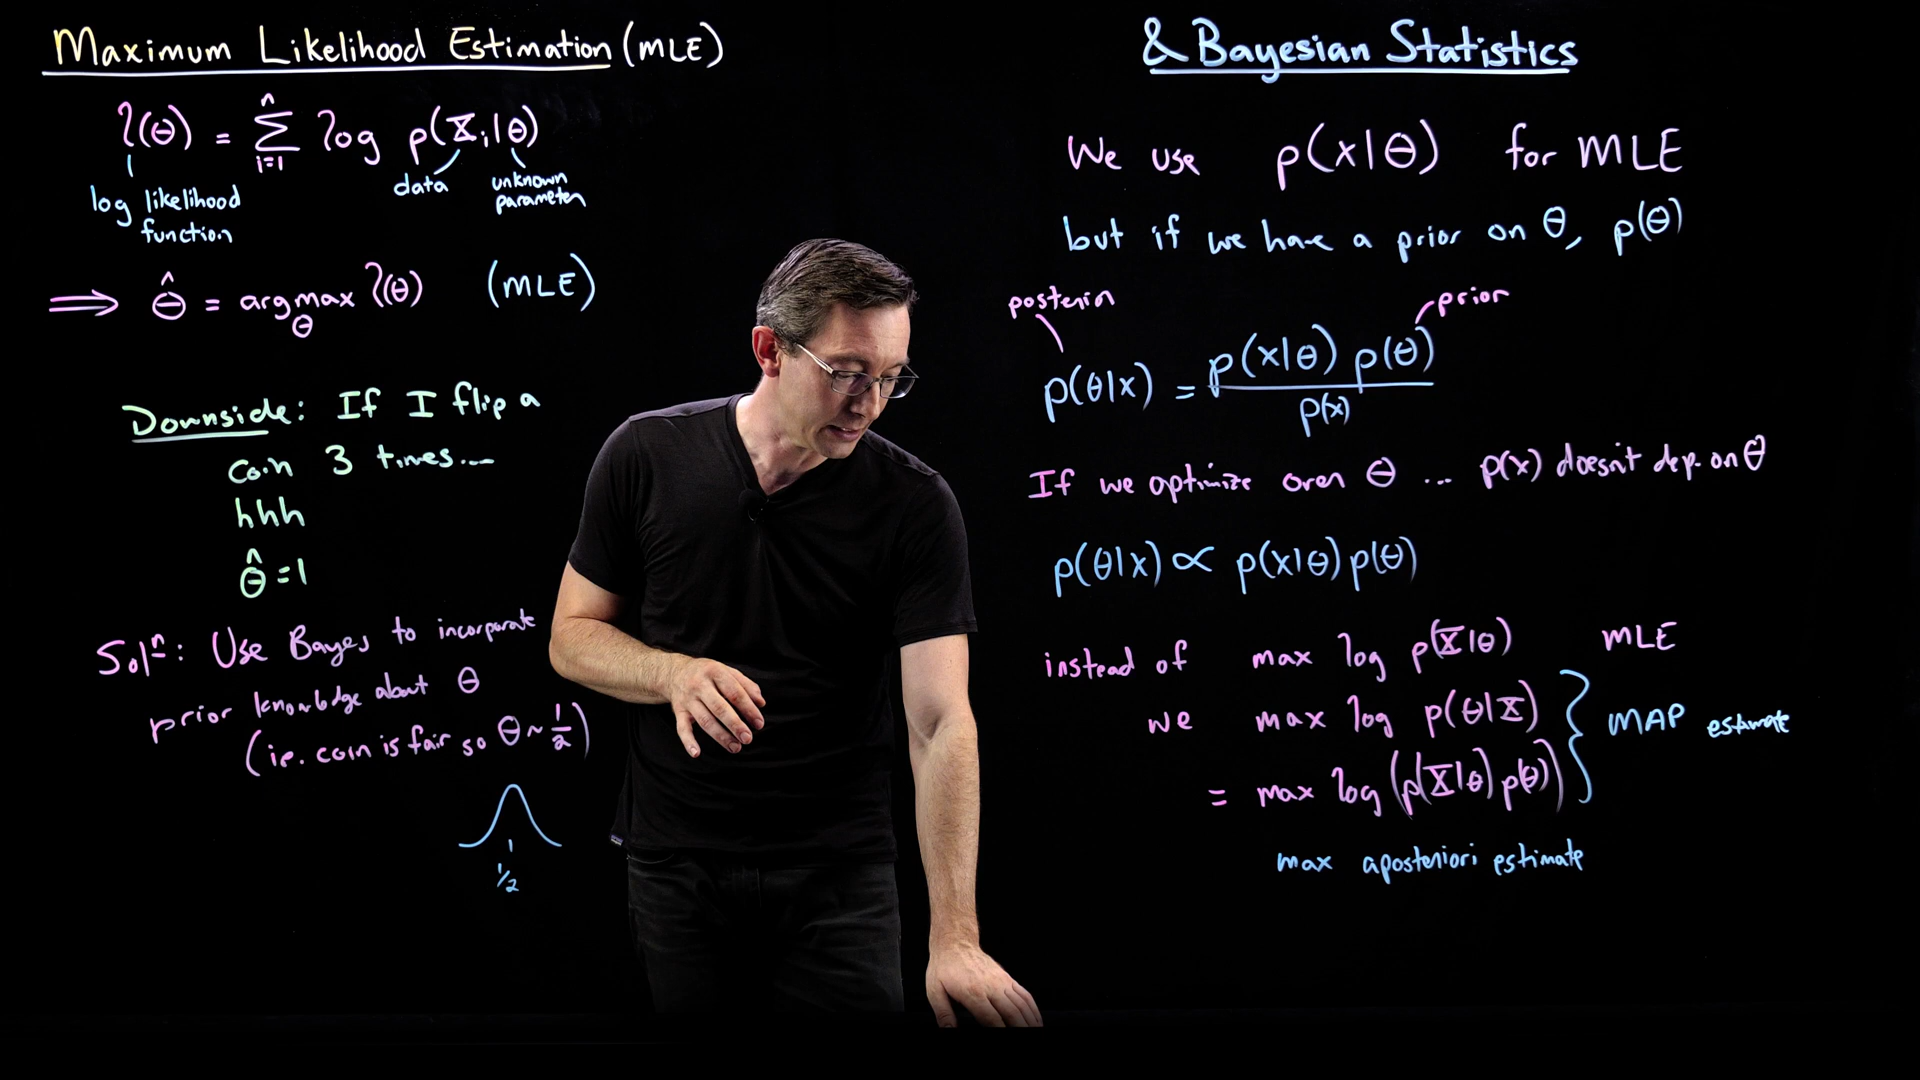 Maximum Likelihood Estimation (MLE)
ℓ(θ) = Σ_{i=1}^{n} log p(X_i|θ)
log likelihood function
data
unknown parameter
⟹ θ̂ = argmax_θ ℓ(θ) (MLE)
Downside: If I flip a
coin 3 times...
hhh
θ̂ = 1
Solⁿ: Use Bayes to incorporate
prior knowledge about θ
(ie. coin is fair so θ ~ 1/2)
1/2
& Bayesian Statistics
We use p(x|θ) for MLE
but if we have a prior on θ, p(θ)
posterior
prior
p(θ|x) = p(x|θ) p(θ) / p(x)
If we optimize over θ ... p(x) doesn't dep. on θ
p(θ|x) ∝ p(x|θ) p(θ)
instead of max log p(X|θ) MLE
we max log p(θ|X)
= max log (p(X|θ) p(θ))
} MAP estimate
max aposteriori estimate